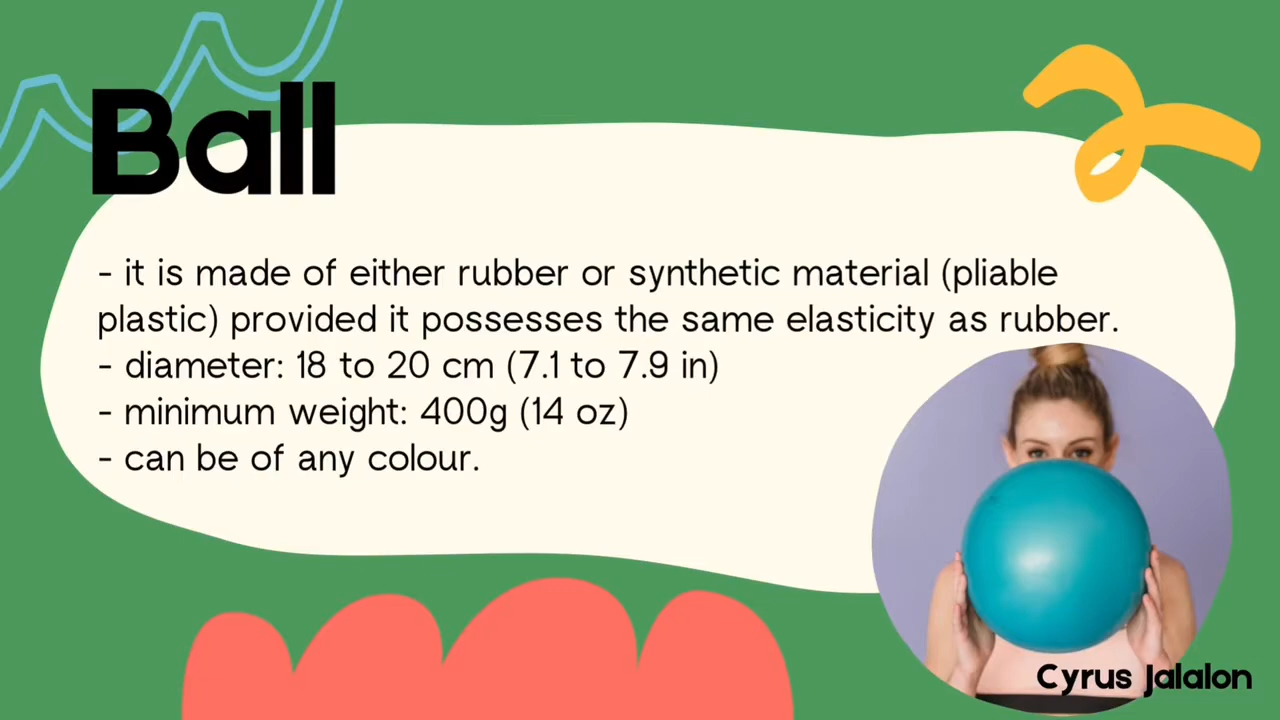 Ball
- it is made of either rubber or synthetic material (pliable
plastic) provided it possesses the same elasticity as rubber.
- diameter: 18 to 20 cm (7.1 to 7.9 in)
- minimum weight: 400g (14 oz)
- can be of any colour.
Cyrus Jalalon